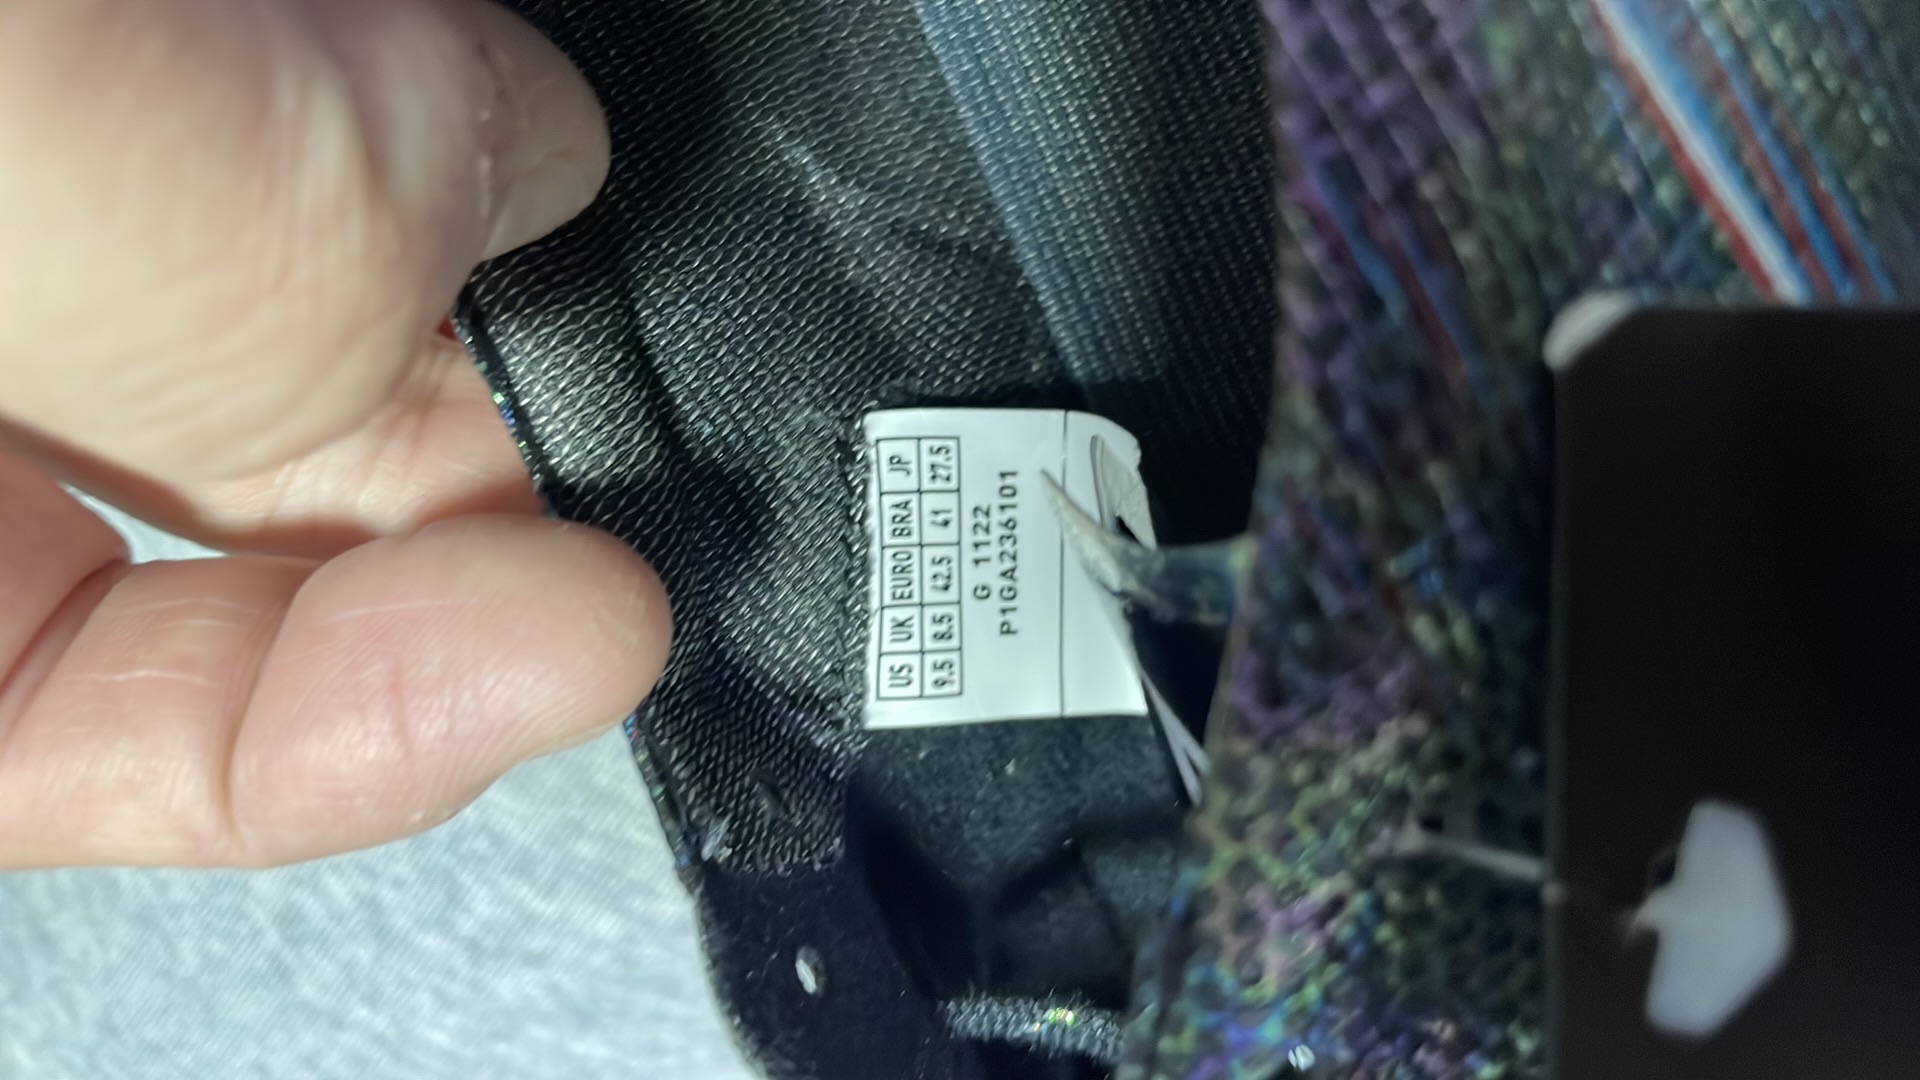 US UK EURO BRA JP
9.5 8.5 42.5 41 27.5
G 1122
P1GA236101